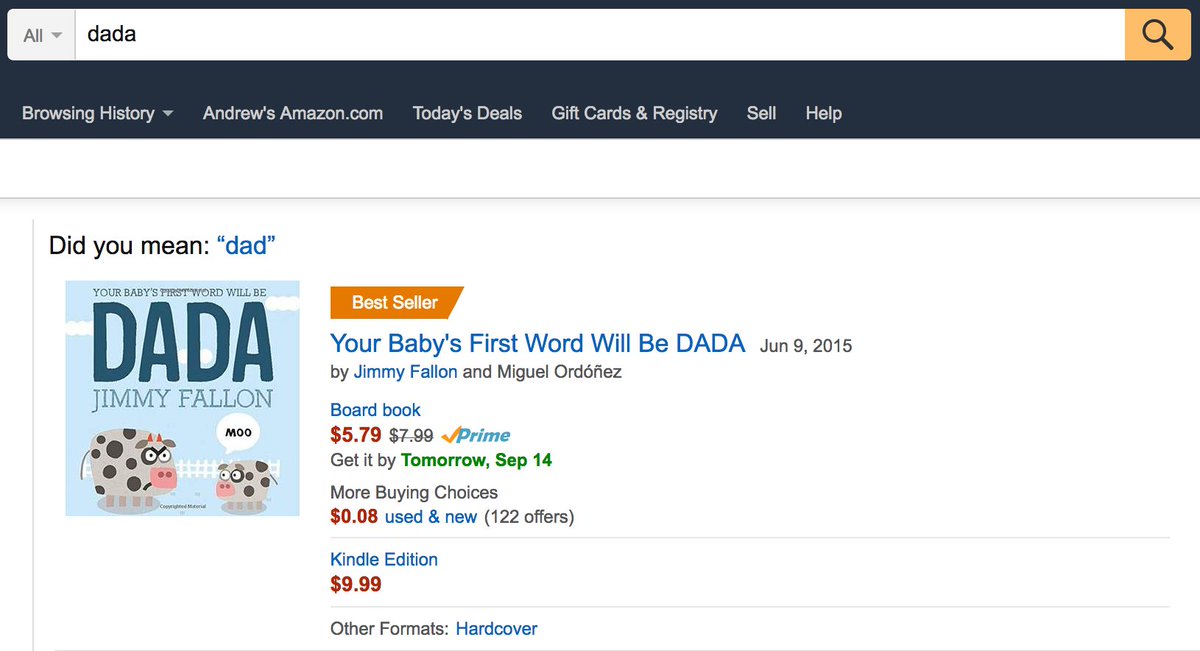 All
dada
Browsing History Andrew's Amazon.com Today's Deals Gift Cards & Registry Sell Help
Did you mean: “dad”
YOUR BABY'S FIRST WORD WILL BE
DADA
JIMMY FALLON
MOO
Copyrighted Material
Best Seller
Your Baby's First Word Will Be DADA Jun 9, 2015
by Jimmy Fallon and Miguel Ordóñez
Board book
$5.79 $7.99 Prime
Get it by Tomorrow, Sep 14
More Buying Choices
$0.08 used & new (122 offers)
Kindle Edition
$9.99
Other Formats: Hardcover